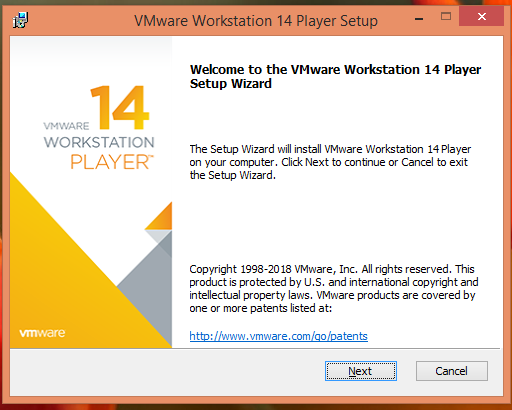 VMware Workstation 14 Player Setup
VMWARE 14
WORKSTATION
PLAYER™
Welcome to the VMware Workstation 14 Player
Setup Wizard
The Setup Wizard will install VMware Workstation 14 Player
on your computer. Click Next to continue or Cancel to exit
the Setup Wizard.
Copyright 1998-2018 VMware, Inc. All rights reserved. This
product is protected by U.S. and international copyright and
intellectual property laws. VMware products are covered by
one or more patents listed at:
http://www.vmware.com/go/patents
vmware
Next
Cancel